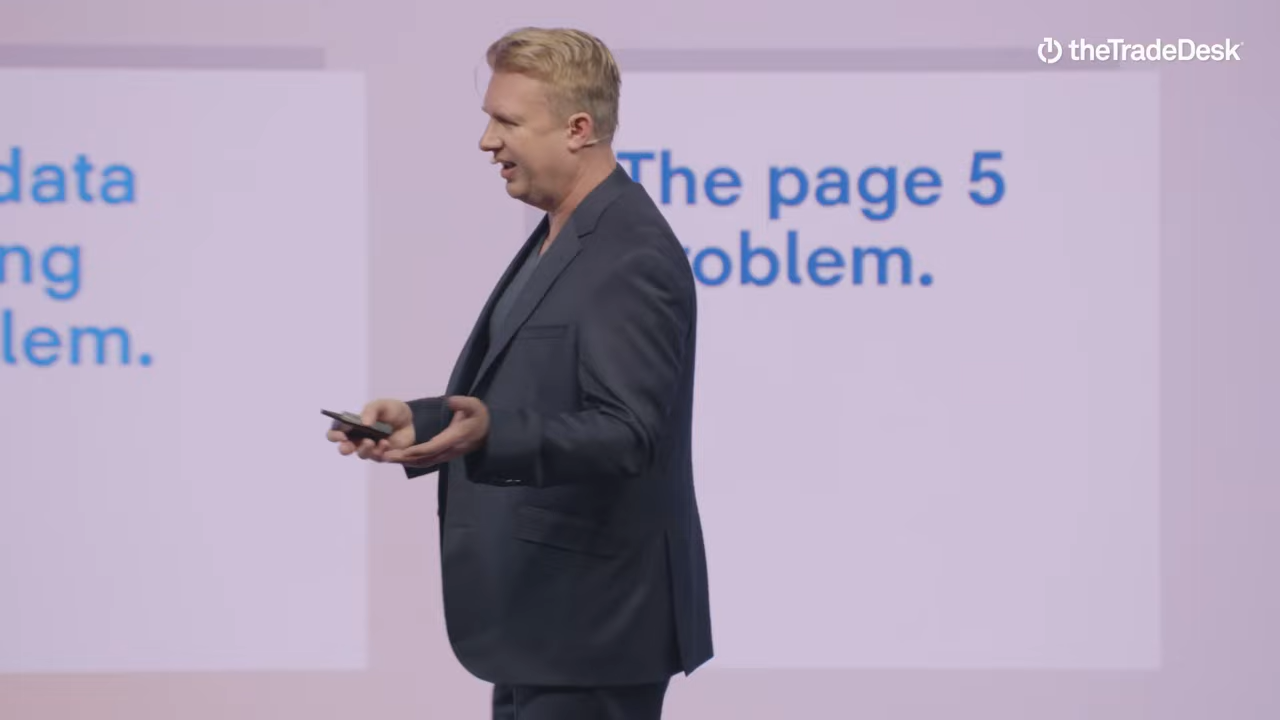 theTradeDesk
data
ng
lem.
The page 5
roblem.